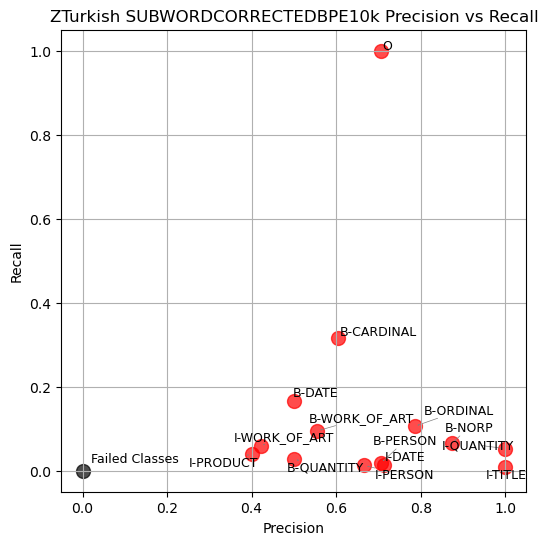 ZTurkish SUBWORDCORRECTEDBPE10k Precision vs Recall
1.0
0.8
0.6
0.4
0.2
0.0
Recall
O
B-CARDINAL
B-DATE
B-WORK_OF_ART
B-ORDINAL
B-NORP
I-WORK_OF_ART
B-PERSON
I-QUANTITY
Failed Classes
I-PRODUCT
B-QUANTITY
I-DATE
I-PERSON
I-TITLE
0.0 0.2 0.4 0.6 0.8 1.0
Precision